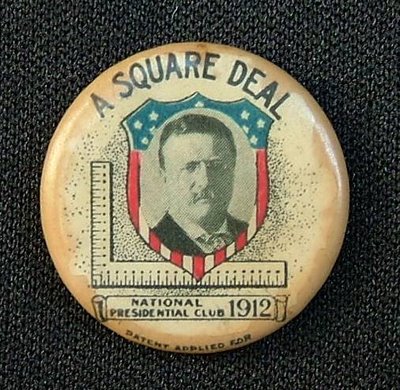 A SQUARE DEAL
NATIONAL
PRESIDENTIAL CLUB 1912
PATENT APPLIED FOR